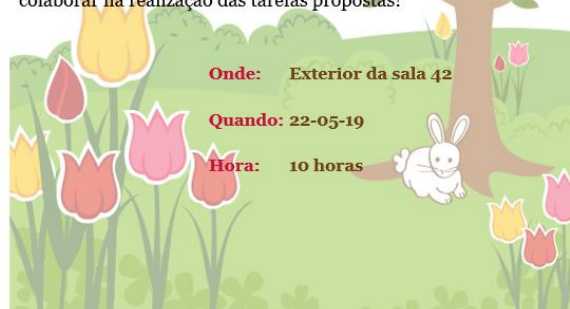 colaborar na realização das tarefas propostas!
Onde: Exterior da sala 42
Quando: 22-05-19
Hora: 10 horas